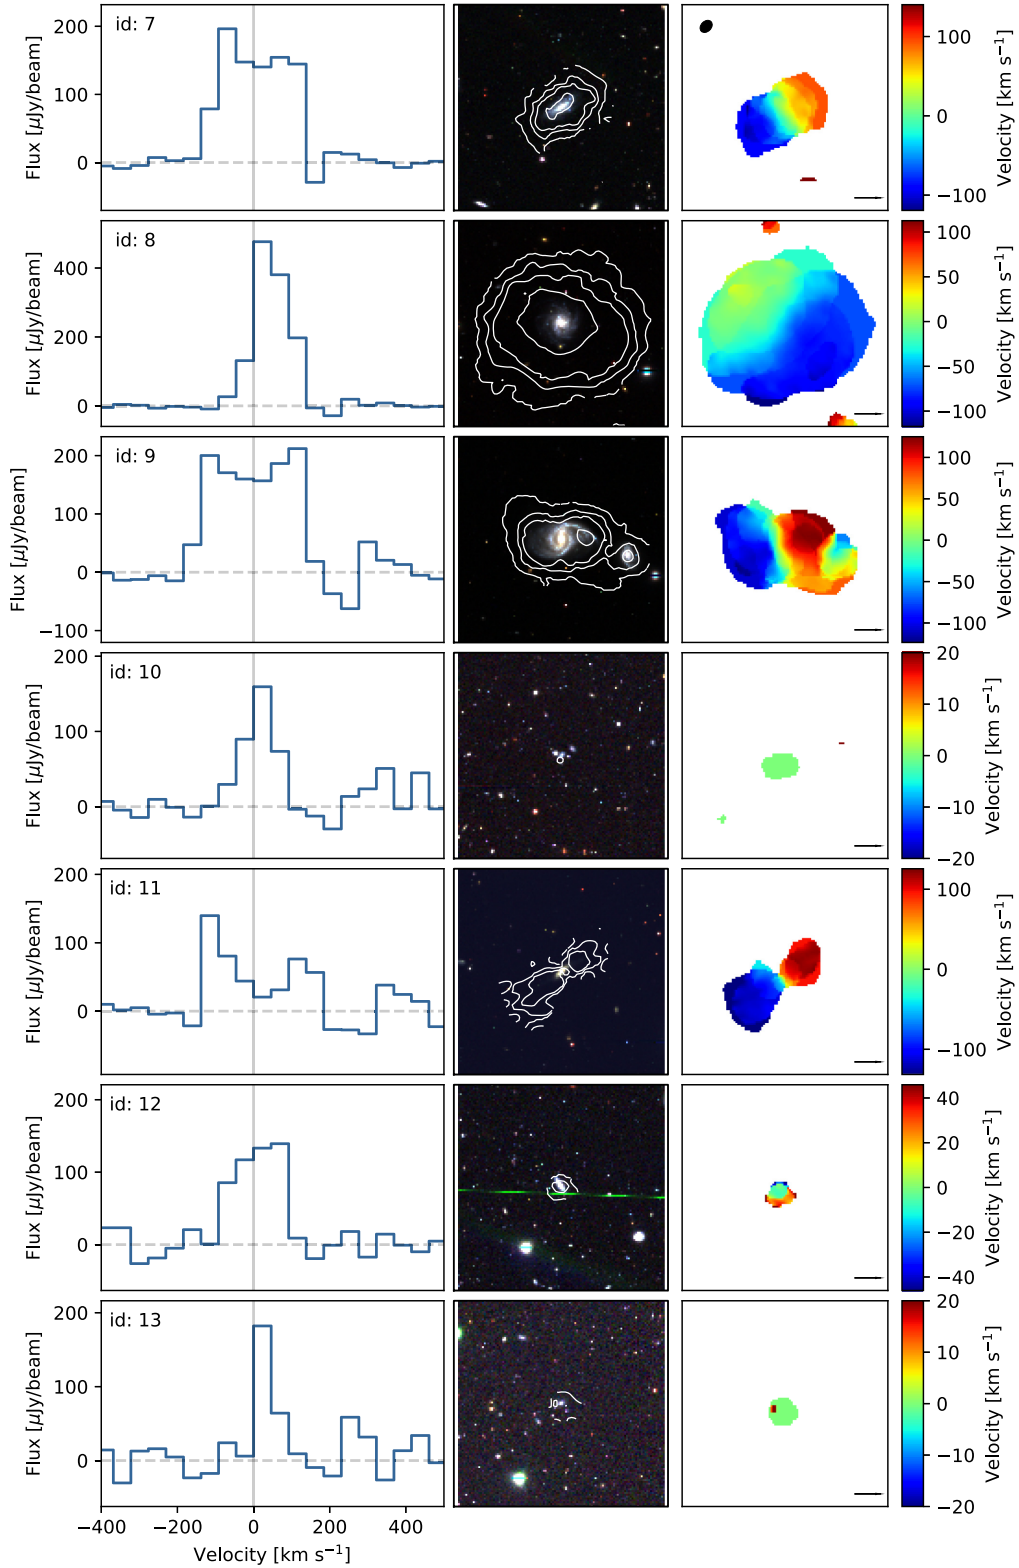 id: 7
Flux [μJy/beam]
200
100
0
Velocity [km s⁻¹]
100
0
−100
id: 8
Flux [μJy/beam]
400
200
0
Velocity [km s⁻¹]
100
50
0
−50
−100
id: 9
Flux [μJy/beam]
200
100
0
−100
Velocity [km s⁻¹]
100
50
0
−50
−100
id: 10
Flux [μJy/beam]
200
100
0
Velocity [km s⁻¹]
20
10
0
−10
−20
id: 11
Flux [μJy/beam]
200
100
0
Velocity [km s⁻¹]
100
0
−100
id: 12
Flux [μJy/beam]
200
100
0
Velocity [km s⁻¹]
40
20
0
−20
−40
id: 13
Flux [μJy/beam]
200
100
0
Velocity [km s⁻¹]
20
10
0
−10
−20
−400 −200 0 200 400
Velocity [km s⁻¹]